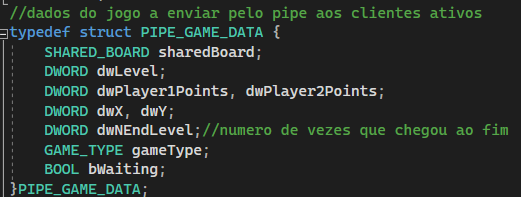 //dados do jogo a enviar pelo pipe aos clientes ativos
typedef struct PIPE_GAME_DATA {
SHARED_BOARD sharedBoard;
DWORD dwLevel;
DWORD dwPlayer1Points, dwPlayer2Points;
DWORD dwX, dwY;
DWORD dwNEndLevel;//numero de vezes que chegou ao fim
GAME_TYPE gameType;
BOOL bWaiting;
}PIPE_GAME_DATA;